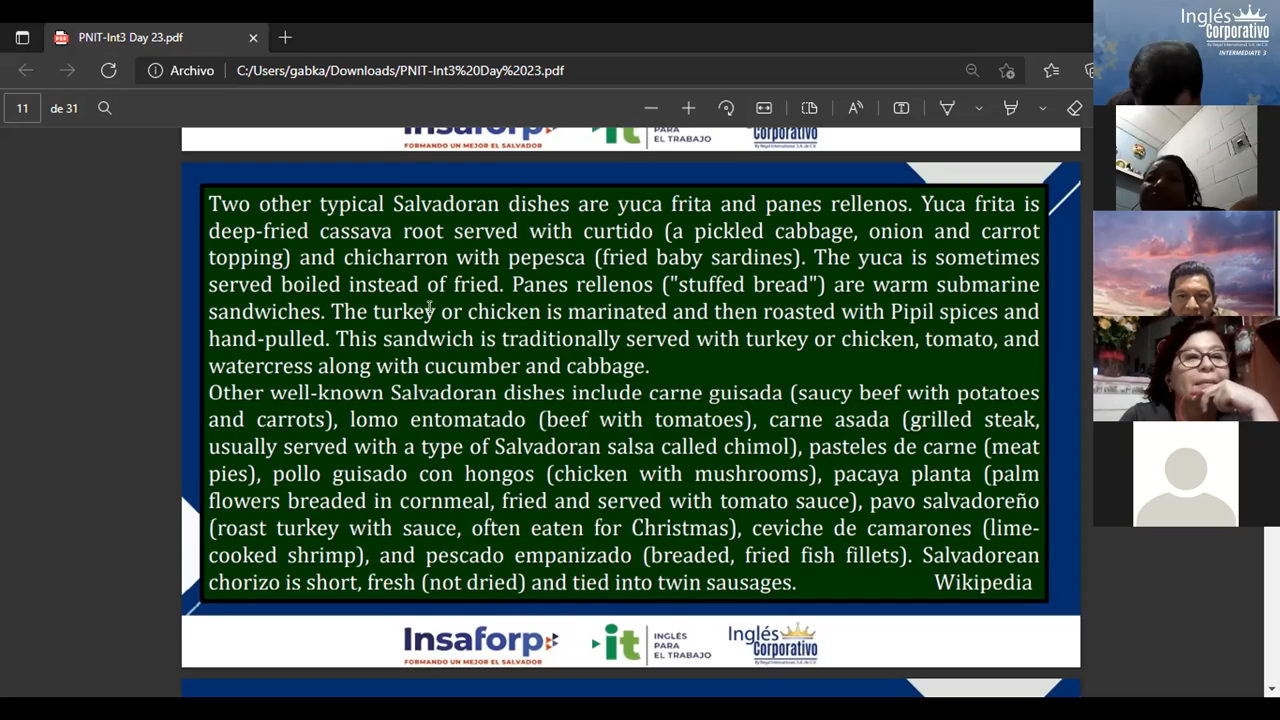 PNIT-Int3 Day 23.pdf
Archivo
C:/Users/gabka/Downloads/PNIT-Int3%20Day%2023.pdf
11
de 31
Insaforp
FORMANDO UN MEJOR EL SALVADOR
it
PARA
EL TRABAJO
Corporativo
Two other typical Salvadoran dishes are yuca frita and panes rellenos. Yuca frita is
deep-fried cassava root served with curtido (a pickled cabbage, onion and carrot
topping) and chicharron with pepesca (fried baby sardines). The yuca is sometimes
served boiled instead of fried. Panes rellenos ("stuffed bread") are warm submarine
sandwiches. The turkey or chicken is marinated and then roasted with Pipil spices and
hand-pulled. This sandwich is traditionally served with turkey or chicken, tomato, and
watercress along with cucumber and cabbage.
Other well-known Salvadoran dishes include carne guisada (saucy beef with potatoes
and carrots), lomo entomatado (beef with tomatoes), carne asada (grilled steak,
usually served with a type of Salvadoran salsa called chimol), pasteles de carne (meat
pies), pollo guisado con hongos (chicken with mushrooms), pacaya planta (palm
flowers breaded in cornmeal, fried and served with tomato sauce), pavo salvadoreño
(roast turkey with sauce, often eaten for Christmas), ceviche de camarones (lime-
cooked shrimp), and pescado empanizado (breaded, fried fish fillets). Salvadorean
chorizo is short, fresh (not dried) and tied into twin sausages. Wikipedia
Insaforp
FORMANDO UN MEJOR EL SALVADOR
it
INGLÉS
PARA
EL TRABAJO
Inglés
Corporativo
Inglés
Corporativo
INTERMEDIATE 3